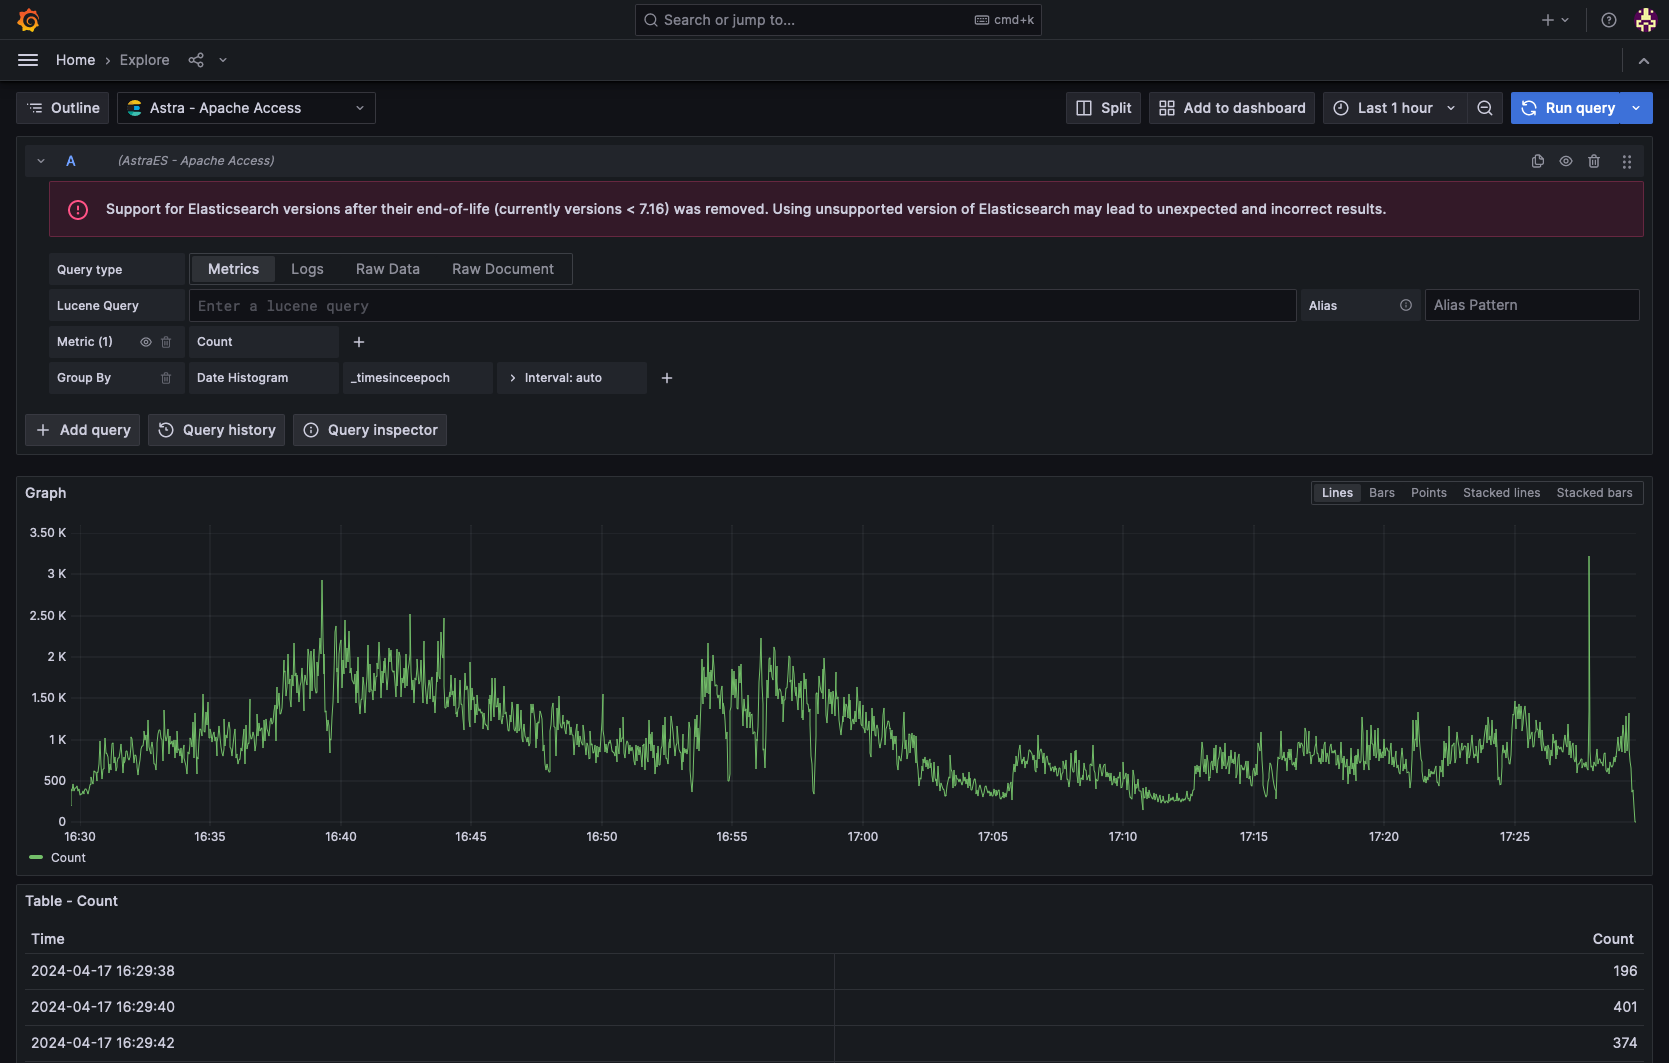 Search or jump to... cmd+k
Home › Explore
Outline Astra - Apache Access Split Add to dashboard Last 1 hour Run query
A (AstraES - Apache Access)
Support for Elasticsearch versions after their end-of-life (currently versions < 7.16) was removed. Using unsupported version of Elasticsearch may lead to unexpected and incorrect results.
Query type Metrics Logs Raw Data Raw Document
Lucene Query Enter a lucene query Alias Alias Pattern
Metric (1) Count +
Group By Date Histogram _timesinceepoch > Interval: auto +
+ Add query Query history Query inspector
Graph Lines Bars Points Stacked lines Stacked bars
3.50 K
3 K
2.50 K
2 K
1.50 K
1 K
500
0
16:30 16:35 16:40 16:45 16:50 16:55 17:00 17:05 17:10 17:15 17:20 17:25
Count
Table - Count
Time Count
2024-04-17 16:29:38 196
2024-04-17 16:29:40 401
2024-04-17 16:29:42 374